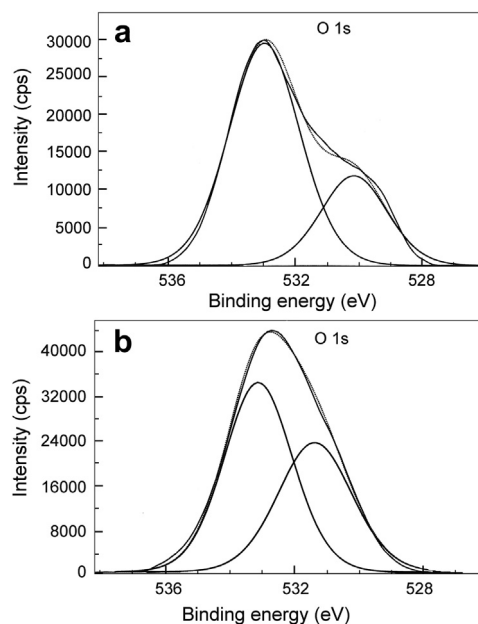 a
O 1s
30000
25000
20000
15000
10000
5000
0
Intensity (cps)
536
532
528
Binding energy (eV)
b
O 1s
40000
32000
24000
16000
8000
0
Intensity (cps)
536
532
528
Binding energy (eV)